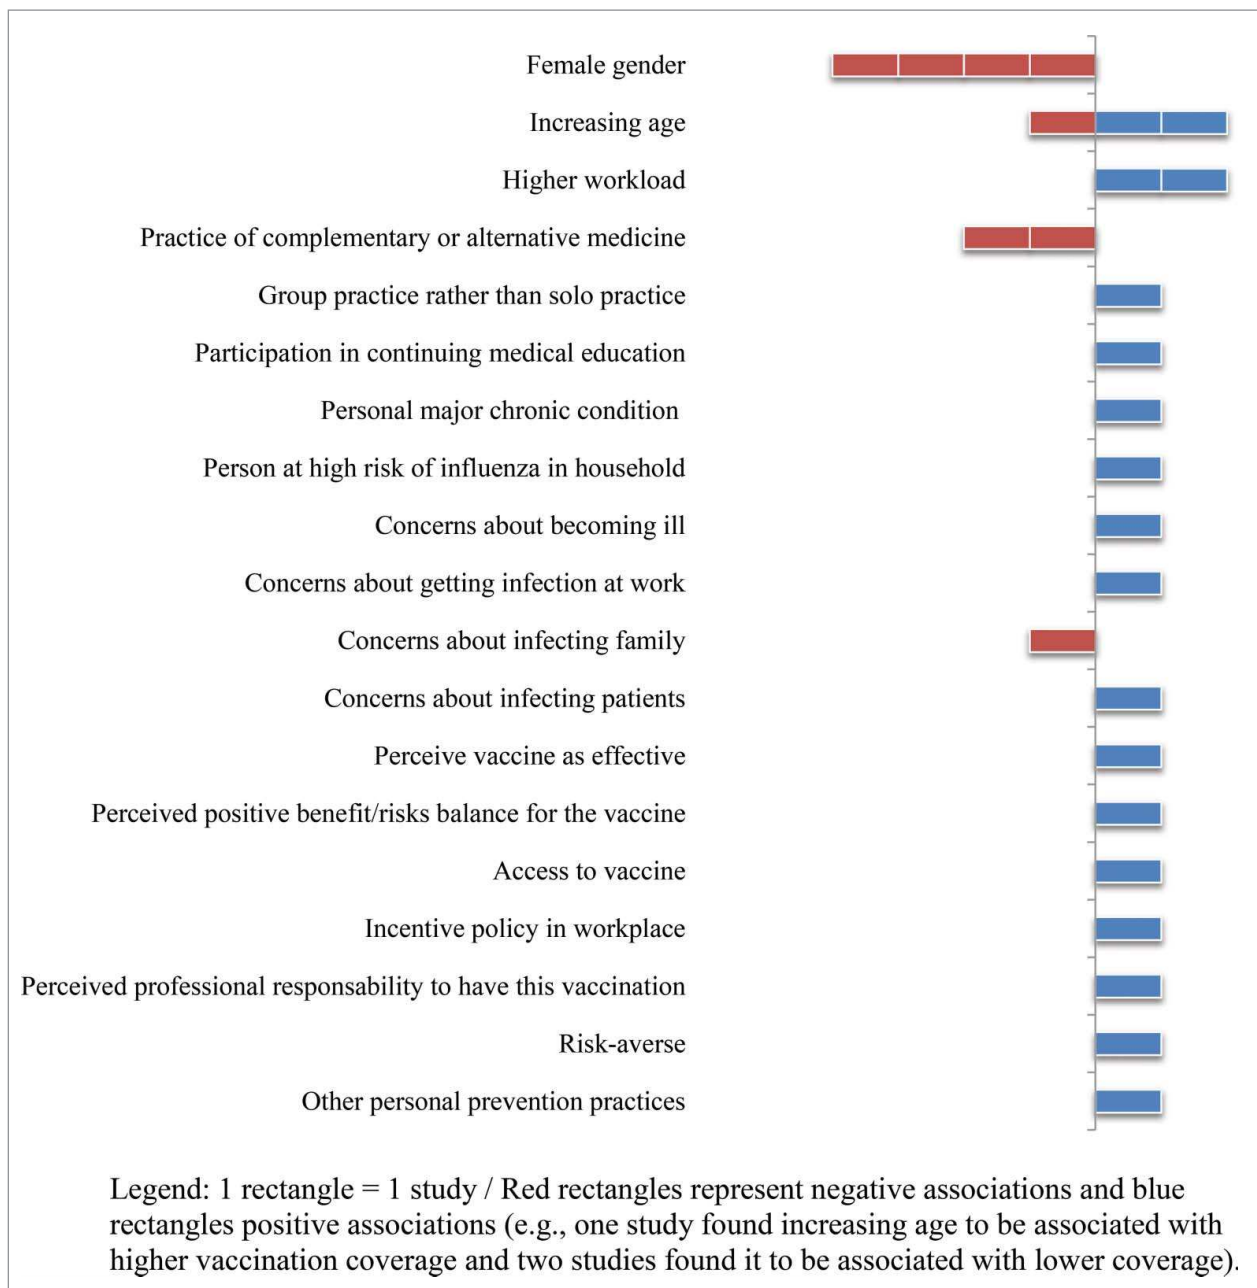 Female gender
Increasing age
Higher workload
Practice of complementary or alternative medicine
Group practice rather than solo practice
Participation in continuing medical education
Personal major chronic condition
Person at high risk of influenza in household
Concerns about becoming ill
Concerns about getting infection at work
Concerns about infecting family
Concerns about infecting patients
Perceive vaccine as effective
Perceived positive benefit/risks balance for the vaccine
Access to vaccine
Incentive policy in workplace
Perceived professional responsability to have this vaccination
Risk-averse
Other personal prevention practices
Legend: 1 rectangle = 1 study / Red rectangles represent negative associations and blue
rectangles positive associations (e.g., one study found increasing age to be associated with
higher vaccination coverage and two studies found it to be associated with lower coverage).